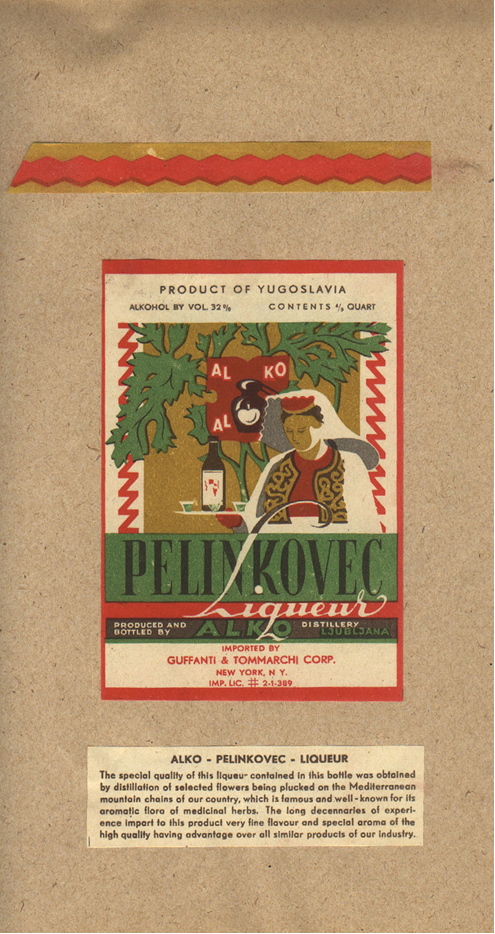 PRODUCT OF YUGOSLAVIA
ALKOHOL BY VOL. 32% CONTENTS ⅘ QUART
AL KO
AL
PELINKOVEC
Liqueur
PRODUCED AND BOTTLED BY ALKO DISTILLERY LJUBLJANA
IMPORTED BY
GUFFANTI & TOMMARCHI CORP.
NEW YORK, N Y.
IMP. LIC. # 2-1-389
ALKO - PELINKOVEC - LIQUEUR
The special quality of this liqueur contained in this bottle was obtained
by distillation of selected flowers being plucked on the Mediterranean
mountain chains of our country, which is famous and well-known for its
aromatic flora of medicinal herbs. The long decennaries of experi-
ence impart to this product very fine flavour and special aroma of the
high quality having advantage over all similar products of our industry.